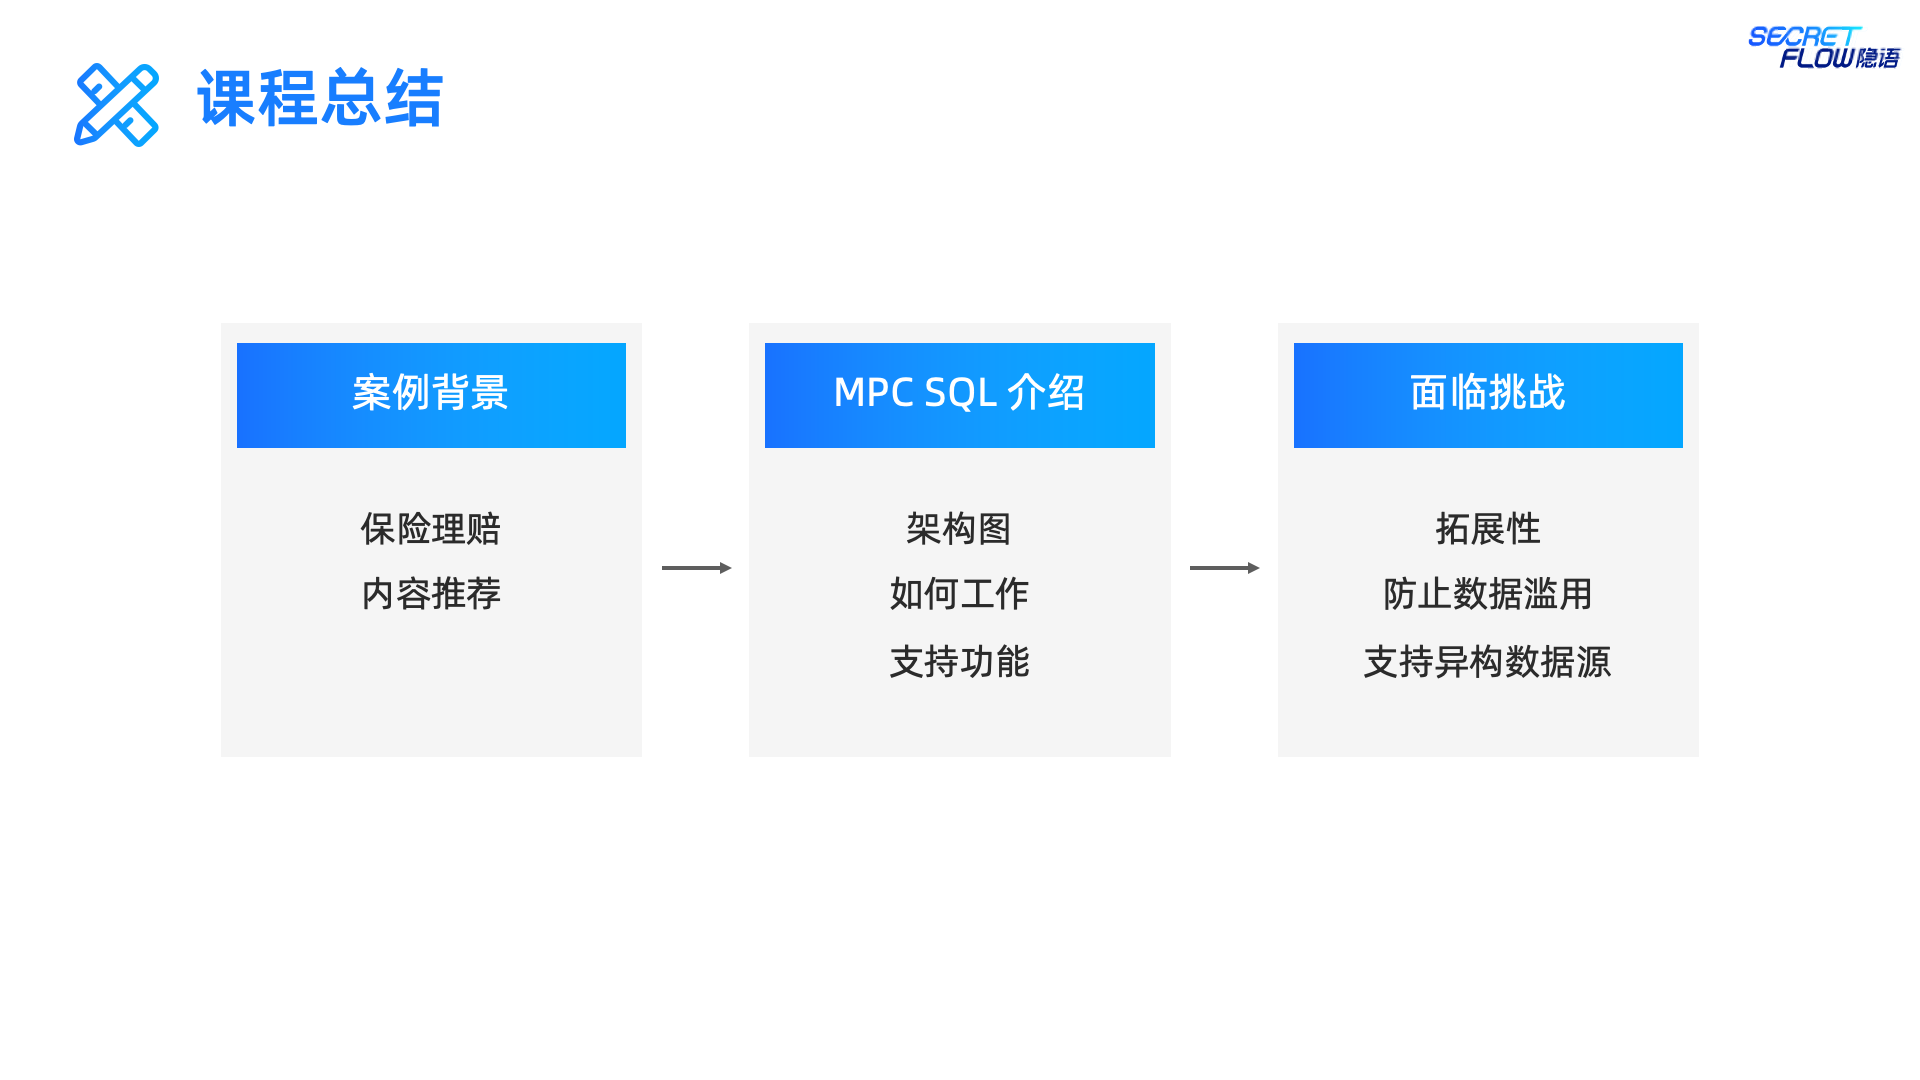 课程总结
SECRET
FLOW隐语
案例背景
保险理赔
内容推荐
MPC SQL 介绍
架构图
如何工作
支持功能
面临挑战
拓展性
防止数据滥用
支持异构数据源